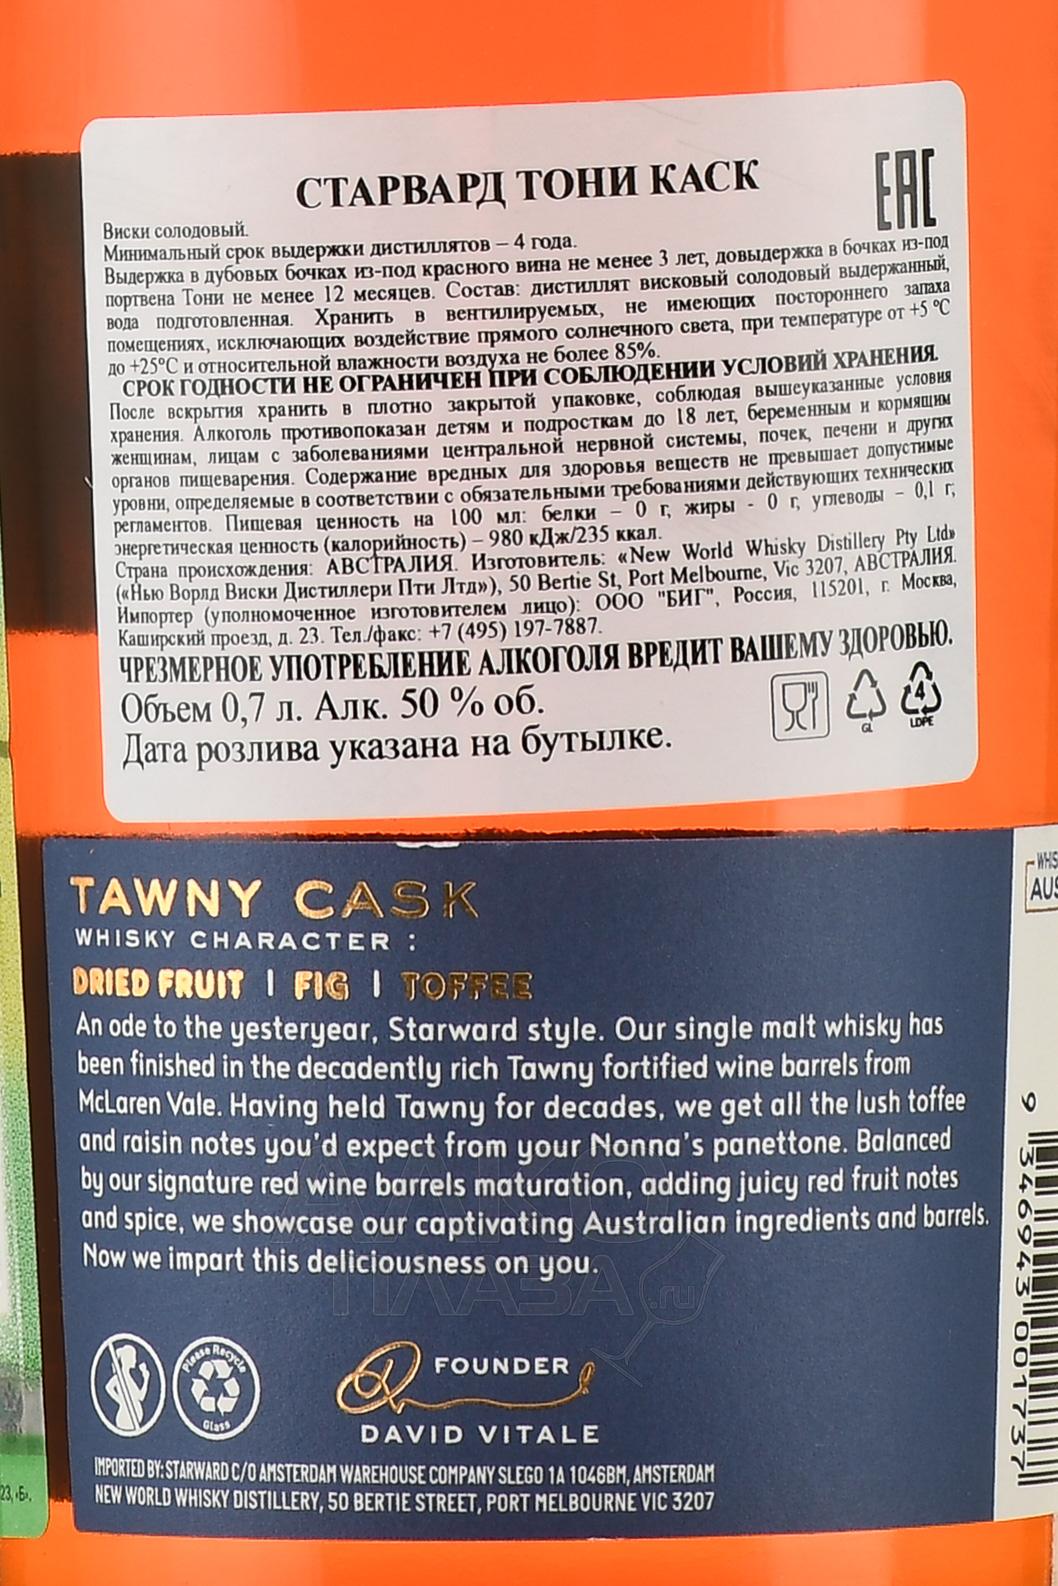 СТАРВАРД ТОНИ КАСК
EAC
Виски солодовый.
Минимальный срок выдержки дистиллятов – 4 года.
Выдержка в дубовых бочках из-под красного вина не менее 3 лет, довыдержка в бочках из-под
портвена Тони не менее 12 месяцев. Состав: дистиллят висковый солодовый выдержанный,
вода подготовленная. Хранить в вентилируемых, не имеющих постороннего запаха
помещениях, исключающих воздействие прямого солнечного света, при температуре от +5 °С
до +25°С и относительной влажности воздуха не более 85%.
СРОК ГОДНОСТИ НЕ ОГРАНИЧЕН ПРИ СОБЛЮДЕНИИ УСЛОВИЙ ХРАНЕНИЯ.
После вскрытия хранить в плотно закрытой упаковке, соблюдая вышеуказанные условия
хранения. Алкоголь противопоказан детям и подросткам до 18 лет, беременным и кормящим
женщинам, лицам с заболеваниями центральной нервной системы, почек, печени и других
органов пищеварения. Содержание вредных для здоровья веществ не превышает допустимые
уровни, определяемые в соответствии с обязательными требованиями действующих технических
регламентов. Пищевая ценность на 100 мл: белки – 0 г, жиры - 0 г, углеводы – 0,1 г,
энергетическая ценность (калорийность) – 980 кДж/235 ккал.
Страна происхождения: АВСТРАЛИЯ. Изготовитель: «New World Whisky Distillery Pty Ltd»
(«Нью Ворлд Виски Дистиллери Пти Лтд»), 50 Bertie St, Port Melbourne, Vic 3207, АВСТРАЛИЯ.
Импортер (уполномоченное изготовителем лицо): ООО "БИГ", Россия, 115201, г. Москва,
Каширский проезд, д. 23. Тел./факс: +7 (495) 197-7887.
ЧРЕЗМЕРНОЕ УПОТРЕБЛЕНИЕ АЛКОГОЛЯ ВРЕДИТ ВАШЕМУ ЗДОРОВЬЮ.
Объем 0,7 л. Алк. 50 % об.
Дата розлива указана на бутылке.
GL
4
LDPE
TAWNY CASK
WHISKY CHARACTER :
DRIED FRUIT | FIG | TOFFEE
An ode to the yesteryear, Starward style. Our single malt whisky has
been finished in the decadently rich Tawny fortified wine barrels from
McLaren Vale. Having held Tawny for decades, we get all the lush toffee
and raisin notes you'd expect from your Nonna's panettone. Balanced
by our signature red wine barrels maturation, adding juicy red fruit notes
and spice, we showcase our captivating Australian ingredients and barrels.
Now we impart this deliciousness on you.
АЛКО
ПЛАЗА.ru
Please Recycle
Glass
FOUNDER
DAVID VITALE
IMPORTED BY: STARWARD C/O AMSTERDAM WAREHOUSE COMPANY SLEGO 1A 1046BM, AMSTERDAM
NEW WORLD WHISKY DISTILLERY, 50 BERTIE STREET, PORT MELBOURNE VIC 3207
WHIS
AUS
9 346943 001737